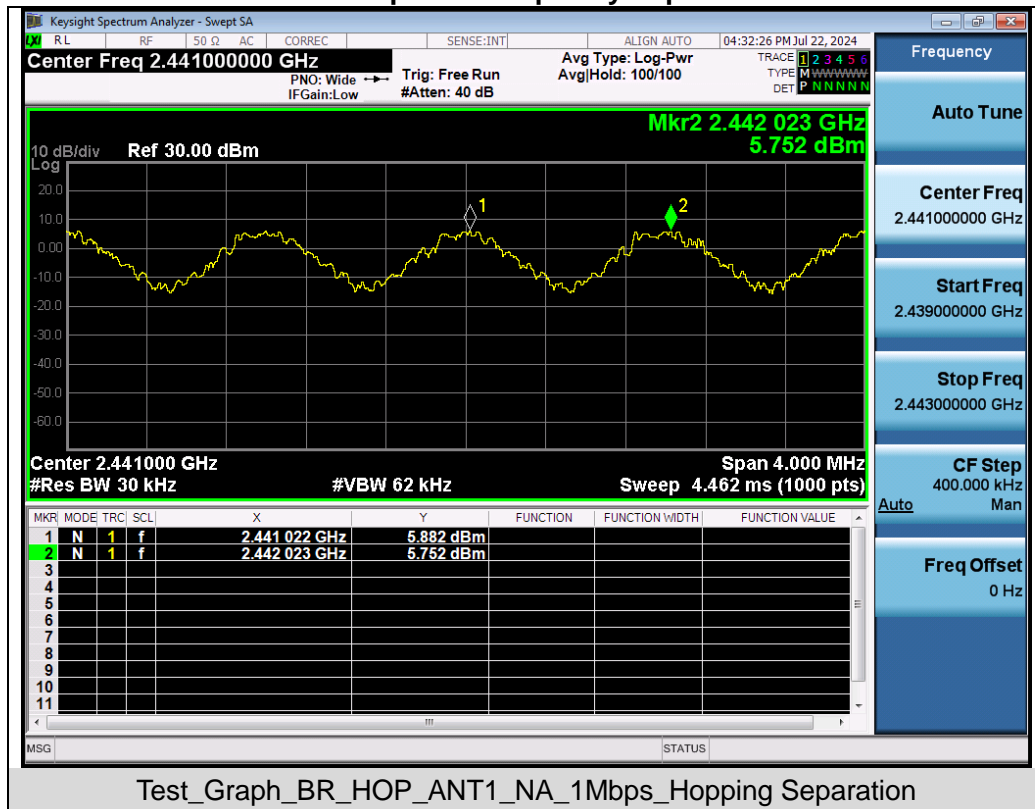 Keysight Spectrum Analyzer - Swept SA
LXI RL RF 50 Ω AC CORREC SENSE:INT ALIGN AUTO 04:32:26 PM Jul 22, 2024
Center Freq 2.441000000 GHz
PNO: Wide
IFGain:Low
Trig: Free Run
#Atten: 40 dB
Avg Type: Log-Pwr
Avg|Hold: 100/100
TRACE 1 2 3 4 5 6
TYPE M W W W W W
DET P N N N N N
Mkr2 2.442 023 GHz
5.752 dBm
10 dB/div Ref 30.00 dBm
Log
20.0
10.0
0.00
-10.0
-20.0
-30.0
-40.0
-50.0
-60.0
1
2
Center 2.441000 GHz Span 4.000 MHz
#Res BW 30 kHz #VBW 62 kHz Sweep 4.462 ms (1000 pts)
MKR MODE TRC SCL X Y FUNCTION FUNCTION WIDTH FUNCTION VALUE
1 N 1 f 2.441 022 GHz 5.882 dBm
2 N 1 f 2.442 023 GHz 5.752 dBm
3
4
5
6
7
8
9
10
11
MSG STATUS
Frequency
Auto Tune
Center Freq
2.441000000 GHz
Start Freq
2.439000000 GHz
Stop Freq
2.443000000 GHz
CF Step
400.000 kHz
Auto Man
Freq Offset
0 Hz
Test_Graph_BR_HOP_ANT1_NA_1Mbps_Hopping Separation